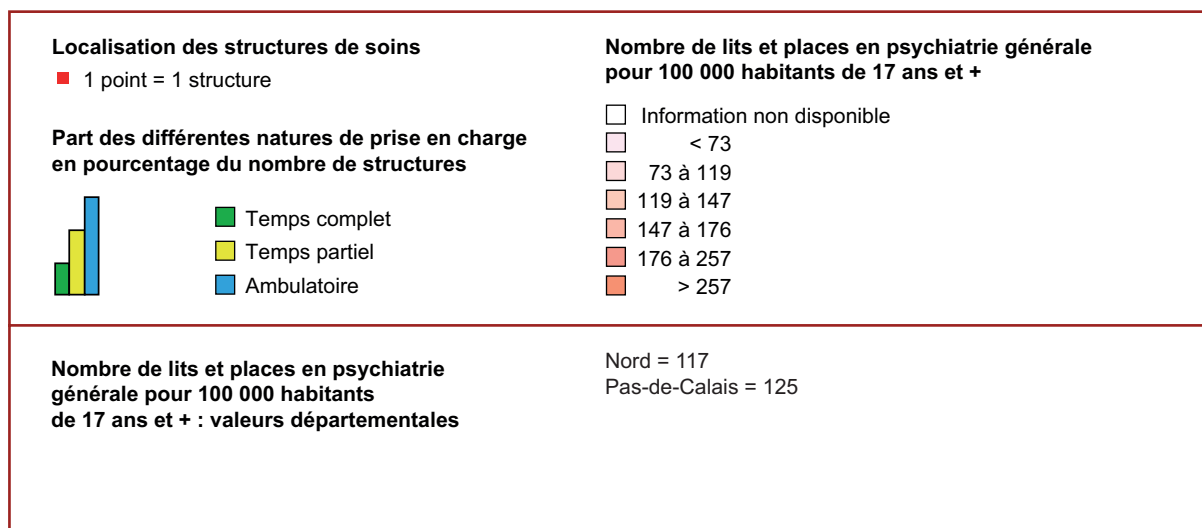 Localisation des structures de soins
1 point = 1 structure
Part des différentes natures de prise en charge
en pourcentage du nombre de structures
Temps complet
Temps partiel
Ambulatoire
Nombre de lits et places en psychiatrie générale
pour 100 000 habitants de 17 ans et +
Information non disponible
< 73
73 à 119
119 à 147
147 à 176
176 à 257
> 257
Nombre de lits et places en psychiatrie
générale pour 100 000 habitants
de 17 ans et + : valeurs départementales
Nord = 117
Pas-de-Calais = 125